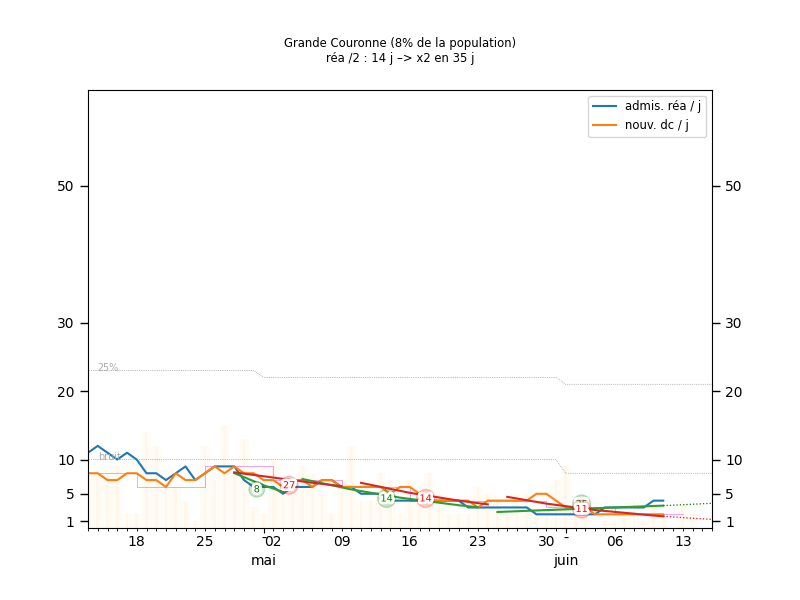 Grande Couronne (8% de la population)
réa /2 : 14 j –> x2 en 35 j
admis. réa / j
nouv. dc / j
50 50
30 30
25%
20 20
bruit
10 10
8 27 14 14 11
5 5
1 1
18 25 02 09 16 23 30 06 13
mai juin